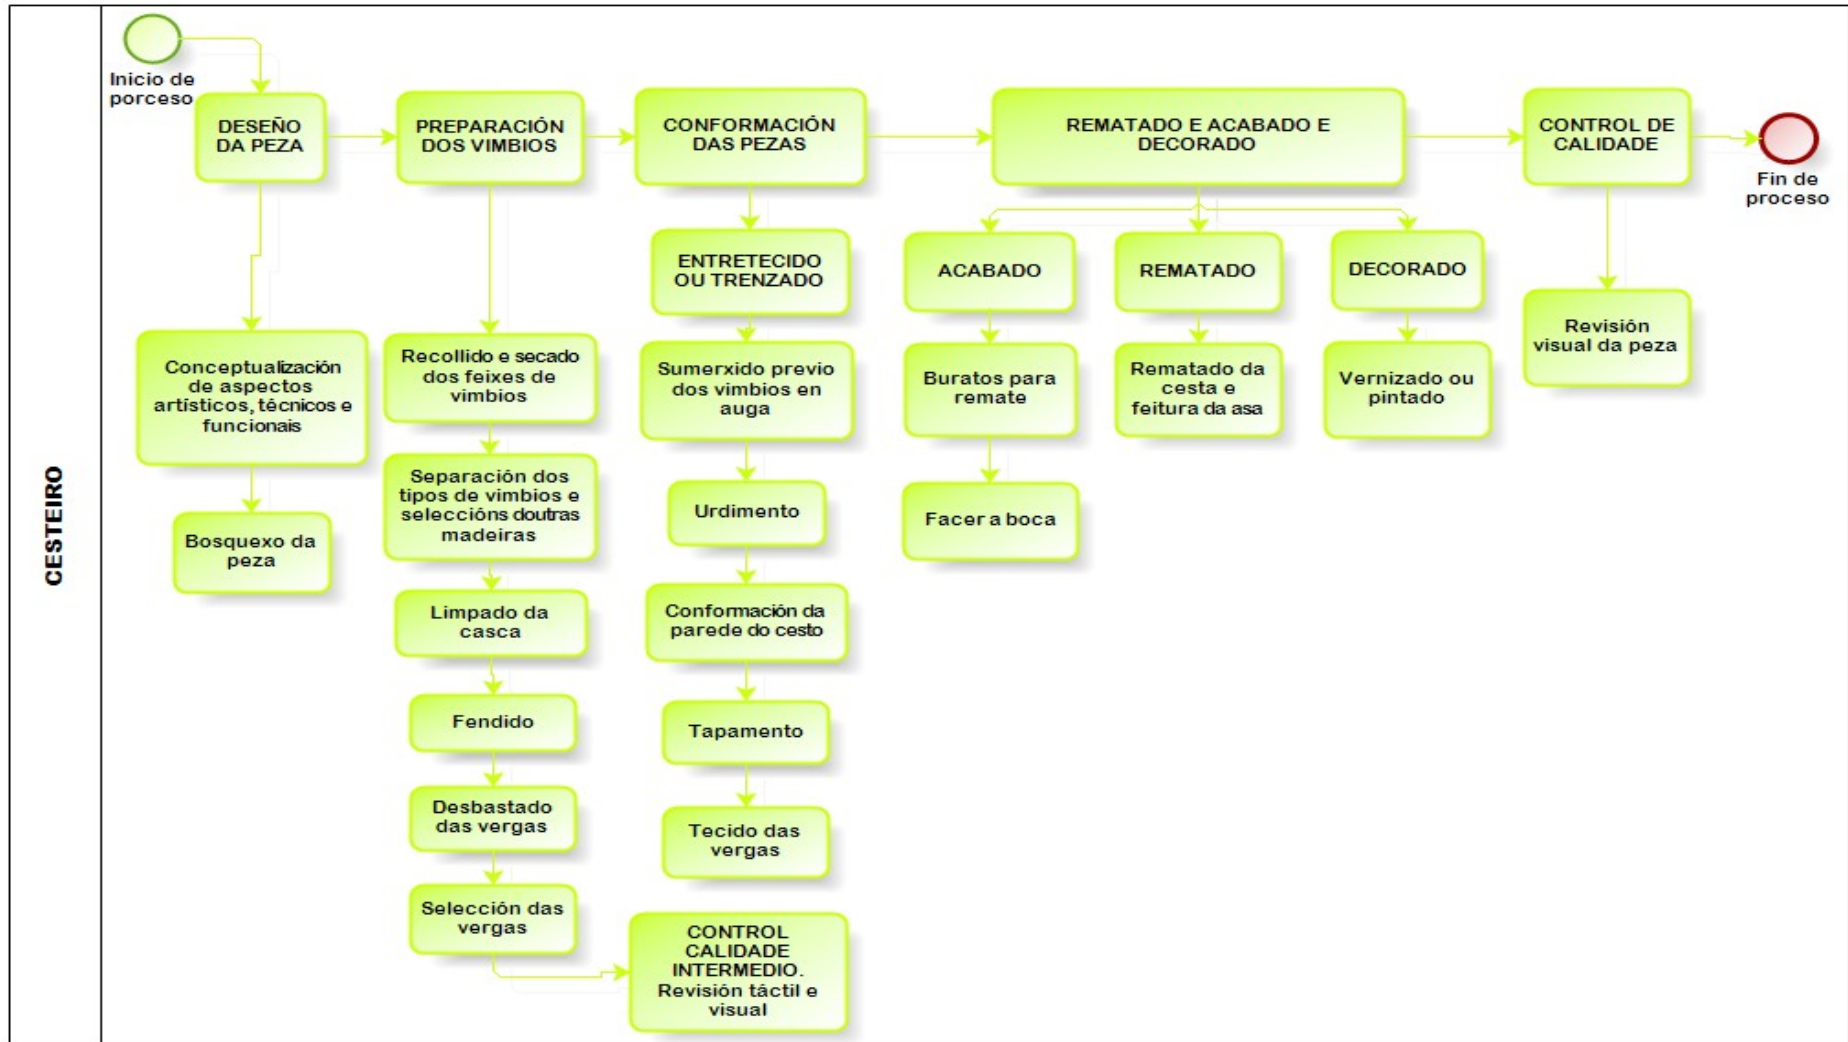 CESTEIRO
Inicio de
porceso
DESEÑO
DA PEZA
PREPARACIÓN
DOS VIMBIOS
CONFORMACIÓN
DAS PEZAS
REMATADO E ACABADO E
DECORADO
CONTROL DE
CALIDADE
Fin de
proceso
Conceptualización
de aspectos
artísticos, técnicos e
funcionais
Bosquexo da
peza
Recollido e secado
dos feixes de
vimbios
Separación dos
tipos de vimbios e
seleccións doutras
madeiras
Limpado da
casca
Fendido
Desbastado
das vergas
Selección das
vergas
CONTROL
CALIDADE
INTERMEDIO.
Revisión táctil e
visual
ENTRETECIDO
OU TRENZADO
Sumerxido previo
dos vimbios en
auga
Urdimento
Conformación da
parede do cesto
Tapamento
Tecido das
vergas
ACABADO
Buratos para
remate
Facer a boca
REMATADO
Rematado da
cesta e
feitura da asa
DECORADO
Vernizado ou
pintado
Revisión
visual da peza